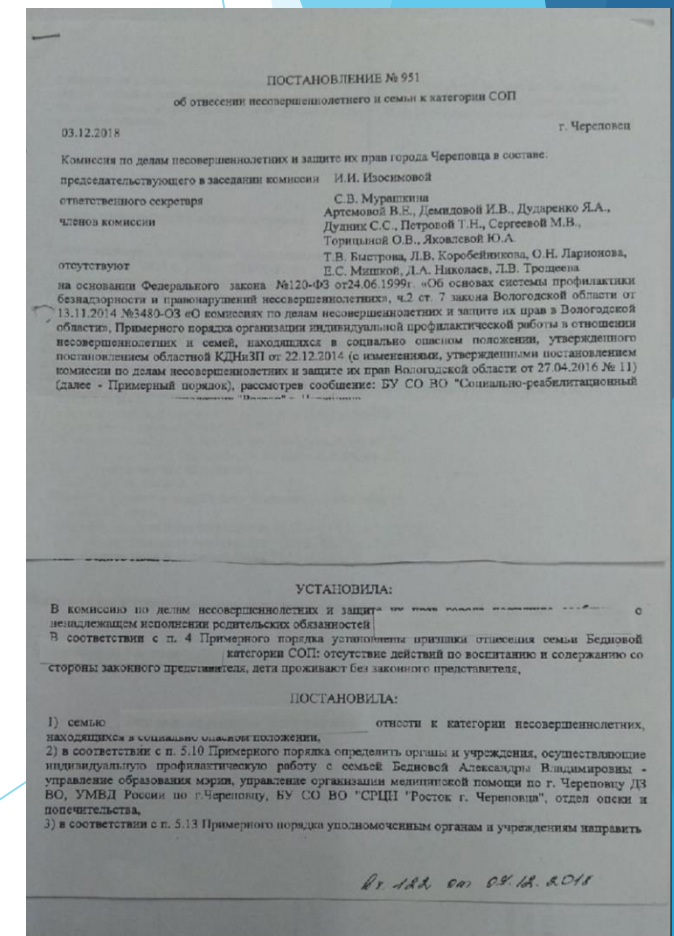 ПОСТАНОВЛЕНИЕ № 951
об отнесении несовершеннолетнего и семьи к категории СОП
03.12.2018 г. Череповец
Комиссия по делам несовершеннолетних и защите их прав города Череповца в составе:
председательствующего в заседании комиссии И.И. Изосимовой
ответственного секретаря С.В. Мурашкина
членов комиссии Артемовой В.Е., Демидовой И.В., Дударенко Я.А.,
Дудник С.С., Петровой Т.Н., Сергеевой М.В.,
Торицыной О.В., Яковлевой Ю.А.
Т.В. Быстрова, Л.В. Коробейникова, О.Н. Ларионова,
отсутствуют Е.С. Мишкой, Д.А. Николаев, Л.В. Трощеева
на основании Федерального закона №120-ФЗ от24.06.1999г. «Об основах системы профилактики
безнадзорности и правонарушений несовершеннолетних», ч.2 ст. 7 закона Вологодской области от
13.11.2014 №3480-ОЗ «О комиссиях по делам несовершеннолетних и защите их прав в Вологодской
области», Примерного порядка организации индивидуальной профилактической работы в отношении
несовершеннолетних и семей, находящихся в социально опасном положении, утвержденного
постановлением областной КДНиЗП от 22.12.2014 (с изменениями, утвержденными постановлением
комиссии по делам несовершеннолетних и защите их прав Вологодской области от 27.04.2016 № 11)
(далее - Примерный порядок), рассмотрев сообщение: БУ СО ВО "Социально-реабилитационный
УСТАНОВИЛА:
В комиссию по делам несовершеннолетних и защите о
ненадлежащем исполнении родительских обязанностей
В соответствии с п. 4 Примерного порядка установлены признаки отнесения семьи Бедновой
категории СОП: отсутствие действий по воспитанию и содержанию со
стороны законного представителя, дети проживают без законного представителя,
ПОСТАНОВИЛА:
1) семью отнести к категории несовершеннолетних,
находящихся в социально опасном положении,
2) в соответствии с п. 5.10 Примерного порядка определить органы и учреждения, осуществляющие
индивидуальную профилактическую работу с семьей Бедновой Александры Владимировны -
управление образования мэрии, управление организации медицинской помощи по г. Череповцу ДЗ
ВО, УМВД России по г.Череповцу, БУ СО ВО "СРЦН "Росток г. Череповца", отдел опеки и
попечительства,
3) в соответствии с п. 5.13 Примерного порядка уполномоченным органам и учреждениям направить
вх. 122 от 04.12.2018